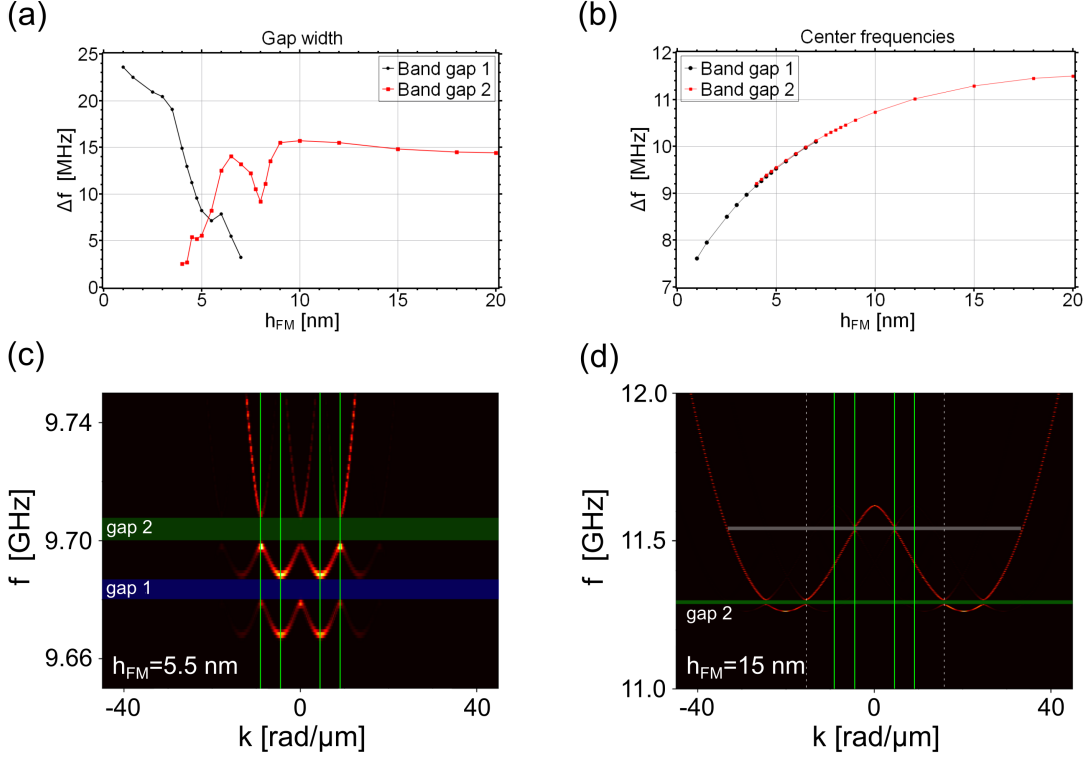 (a)
Gap width
25
20
15
10
5
0
Δf [MHz]
Band gap 1
Band gap 2
0 5 10 15 20
hFM [nm]
(b)
Center frequencies
12
11
10
9
8
7
Δf [MHz]
Band gap 1
Band gap 2
0 5 10 15 20
hFM [nm]
(c)
9.74
9.70
9.66
f [GHz]
gap 2
gap 1
hFM=5.5 nm
-40 0 40
k [rad/µm]
(d)
12.0
11.5
11.0
f [GHz]
gap 2
hFM=15 nm
-40 0 40
k [rad/µm]